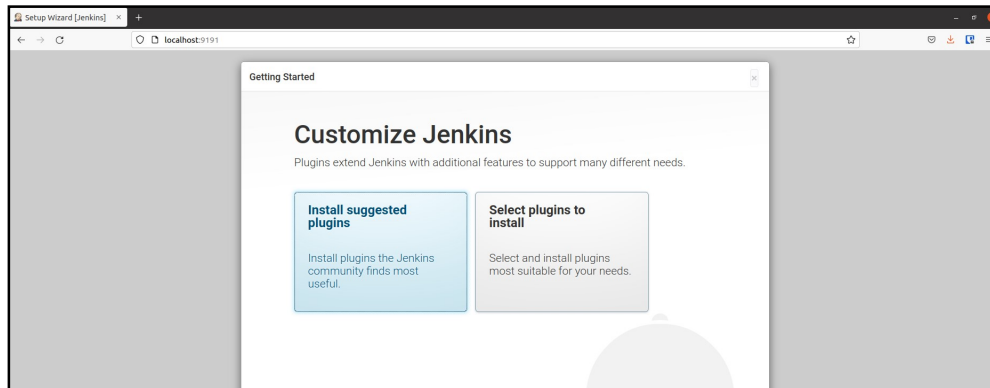 Setup Wizard [Jenkins]
localhost:9191
Getting Started
Customize Jenkins
Plugins extend Jenkins with additional features to support many different needs.
Install suggested
plugins
Install plugins the Jenkins
community finds most
useful.
Select plugins to
install
Select and install plugins
most suitable for your needs.